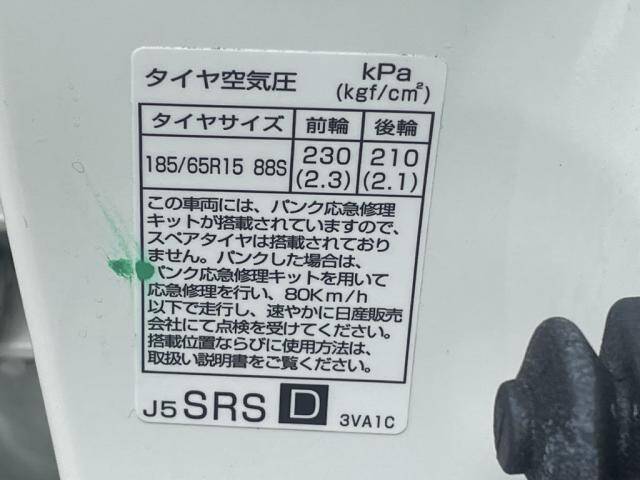 タイヤ空気圧 kPa
(kgf/cm²)
タイヤサイズ 前輪 後輪
185/65R15 88S 230 210
(2.3) (2.1)
この車両には、パンク応急修理
キットが搭載されていますので、
スペアタイヤは搭載されており
ません。パンクした場合は、
パンク応急修理キットを用いて
応急修理を行い、80Km/h
以下で走行し、速やかに日産販売
会社にて点検を受けてください。
搭載位置ならびに使用方法は、
取扱い説明書をご覧ください。
J5 SRS D 3VA1C